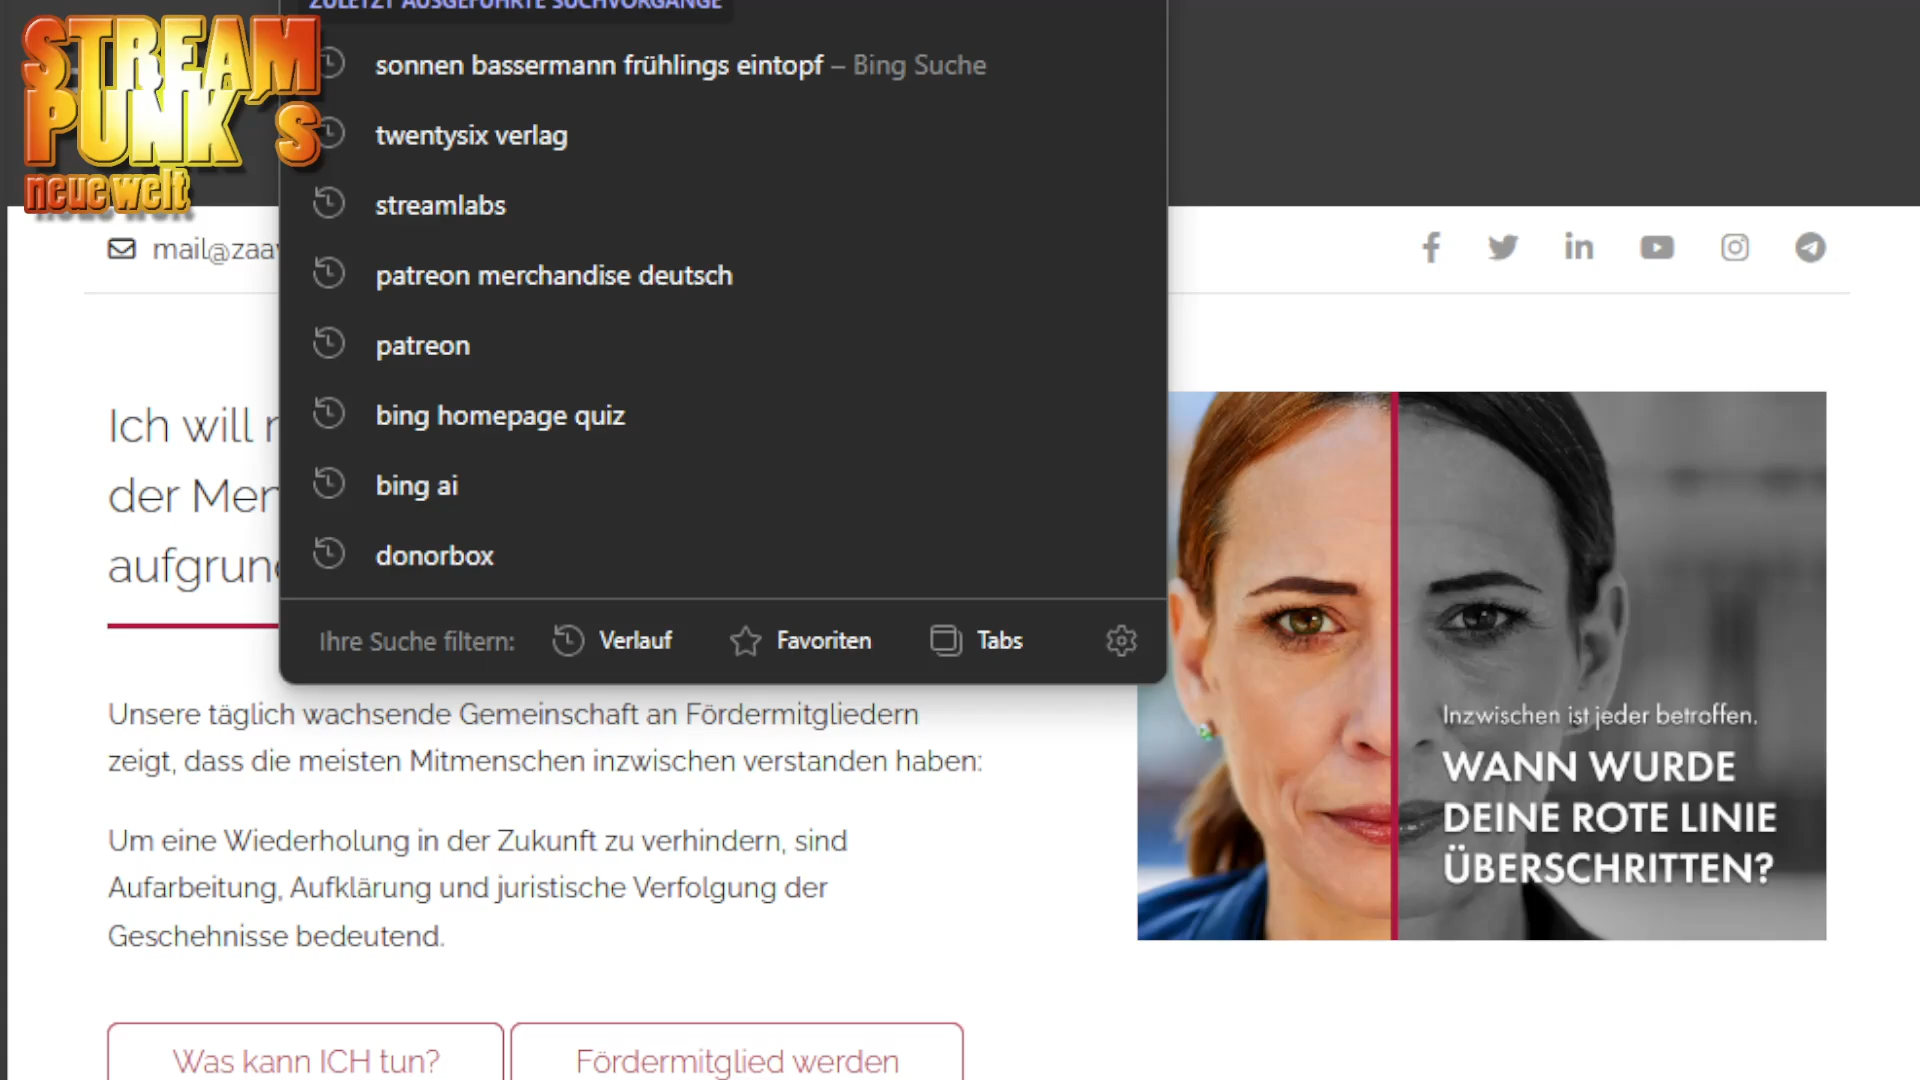 STREAM
PUNK´s
neue welt
ZULETZT AUSGEFÜHRTE SUCHVORGÄNGE
sonnen bassermann frühlings eintopf – Bing Suche
twentysix verlag
streamlabs
patreon merchandise deutsch
patreon
bing homepage quiz
bing ai
donorbox
Ihre Suche filtern: Verlauf Favoriten Tabs
Ich will
der
Unsere täglich wachsende Gemeinschaft an Fördermitgliedern
zeigt, dass die meisten Mitmenschen inzwischen verstanden haben:
Um eine Wiederholung in der Zukunft zu verhindern, sind
Aufarbeitung, Aufklärung und juristische Verfolgung der
Geschehnisse bedeutend.
Was kann ICH tun? Fördermitglied werden
Inzwischen ist jeder betroffen.
WANN WURDE
DEINE ROTE LINIE
ÜBERSCHRITTEN?